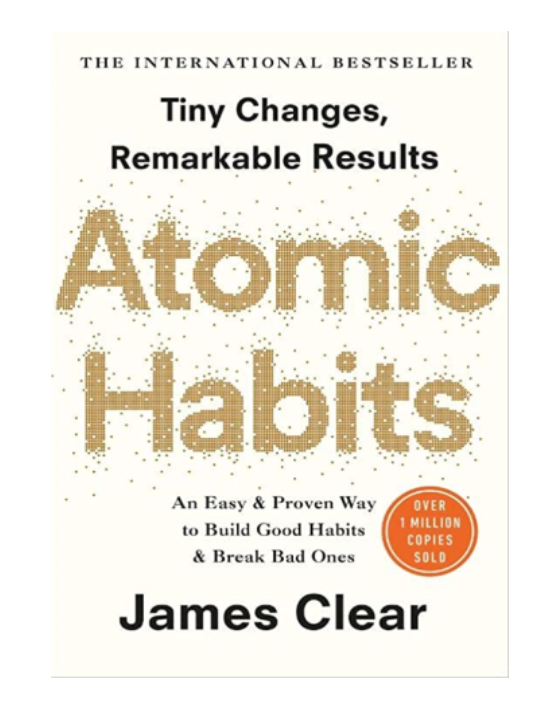 THE INTERNATIONAL BESTSELLER
Tiny Changes,
Remarkable Results
Atomic
Habits
An Easy & Proven Way
to Build Good Habits
& Break Bad Ones
OVER
1 MILLION
COPIES
SOLD
James Clear